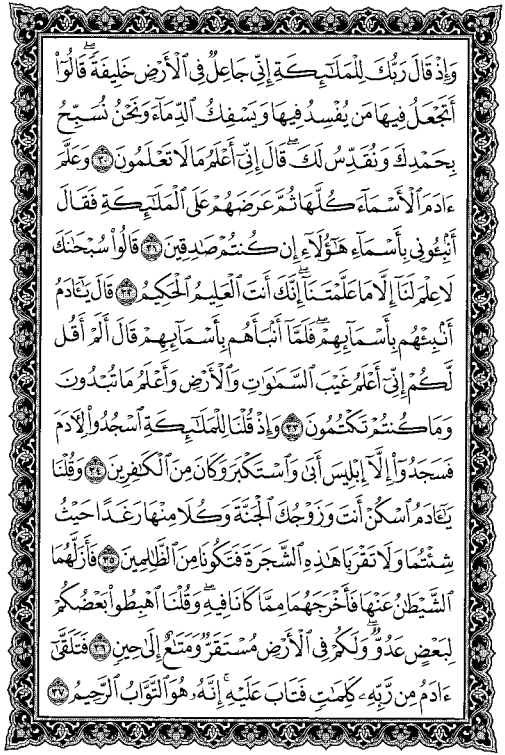 وَإِذۡ قَالَ رَبُّكَ لِلۡمَلَٰٓئِكَةِ إِنِّي جَاعِلٞ فِي ٱلۡأَرۡضِ خَلِيفَةٗۖ قَالُوٓاْ
أَتَجۡعَلُ فِيهَا مَن يُفۡسِدُ فِيهَا وَيَسۡفِكُ ٱلدِّمَآءَ وَنَحۡنُ نُسَبِّحُ
بِحَمۡدِكَ وَنُقَدِّسُ لَكَۖ قَالَ إِنِّيٓ أَعۡلَمُ مَا لَا تَعۡلَمُونَ ٣٠ وَعَلَّمَ
ءَادَمَ ٱلۡأَسۡمَآءَ كُلَّهَا ثُمَّ عَرَضَهُمۡ عَلَى ٱلۡمَلَٰٓئِكَةِ فَقَالَ
أَنۢبِـُٔونِي بِأَسۡمَآءِ هَٰٓؤُلَآءِ إِن كُنتُمۡ صَٰدِقِينَ ٣١ قَالُواْ سُبۡحَٰنَكَ
لَا عِلۡمَ لَنَآ إِلَّا مَا عَلَّمۡتَنَآۖ إِنَّكَ أَنتَ ٱلۡعَلِيمُ ٱلۡحَكِيمُ ٣٢ قَالَ يَٰٓـَٔادَمُ
أَنۢبِئۡهُم بِأَسۡمَآئِهِمۡۖ فَلَمَّآ أَنۢبَأَهُم بِأَسۡمَآئِهِمۡ قَالَ أَلَمۡ أَقُل
لَّكُمۡ إِنِّيٓ أَعۡلَمُ غَيۡبَ ٱلسَّمَٰوَٰتِ وَٱلۡأَرۡضِ وَأَعۡلَمُ مَا تُبۡدُونَ
وَمَا كُنتُمۡ تَكۡتُمُونَ ٣٣ وَإِذۡ قُلۡنَا لِلۡمَلَٰٓئِكَةِ ٱسۡجُدُواْ لِأٓدَمَ
فَسَجَدُوٓاْ إِلَّآ إِبۡلِيسَ أَبَىٰ وَٱسۡتَكۡبَرَ وَكَانَ مِنَ ٱلۡكَٰفِرِينَ ٣٤ وَقُلۡنَا
يَٰٓـَٔادَمُ ٱسۡكُنۡ أَنتَ وَزَوۡجُكَ ٱلۡجَنَّةَ وَكُلَا مِنۡهَا رَغَدًا حَيۡثُ
شِئۡتُمَا وَلَا تَقۡرَبَا هَٰذِهِ ٱلشَّجَرَةَ فَتَكُونَا مِنَ ٱلظَّٰلِمِينَ ٣٥ فَأَزَلَّهُمَا
ٱلشَّيۡطَٰنُ عَنۡهَا فَأَخۡرَجَهُمَا مِمَّا كَانَا فِيهِۖ وَقُلۡنَا ٱهۡبِطُواْ بَعۡضُكُمۡ
لِبَعۡضٍ عَدُوّٞۖ وَلَكُمۡ فِي ٱلۡأَرۡضِ مُسۡتَقَرّٞ وَمَتَٰعٌ إِلَىٰ حِينٖ ٣٦ فَتَلَقَّىٰٓ
ءَادَمُ مِن رَّبِّهِۦ كَلِمَٰتٖ فَتَابَ عَلَيۡهِۚ إِنَّهُۥ هُوَ ٱلتَّوَّابُ ٱلرَّحِيمُ ٣٧